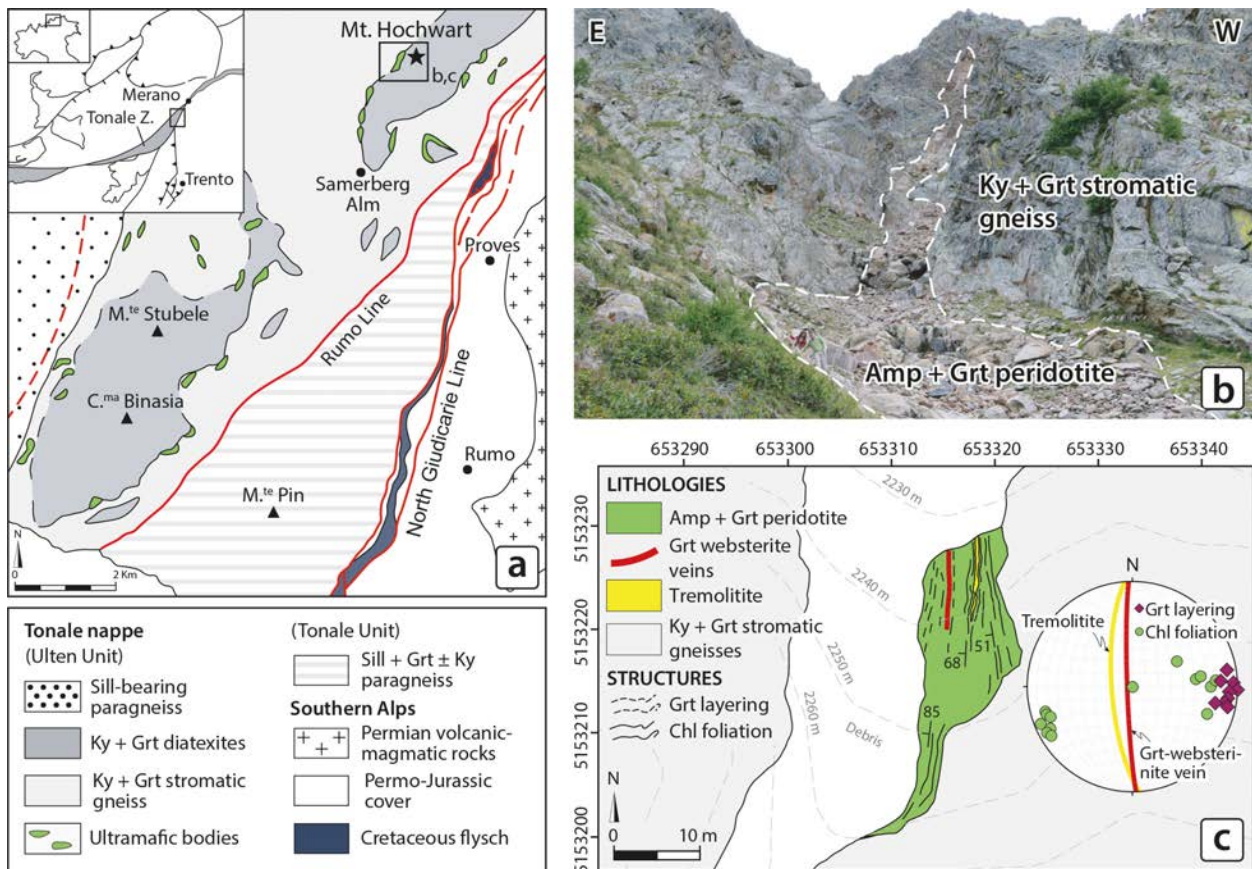 Merano
Tonale Z.
Trento
Mt. Hochwart
b,c
Samerberg
Alm
Proves
M.te Stubele
Rumo Line
C.ma Binasia
North Giudicarie Line
Rumo
M.te Pin
N
0 2 Km
a
Tonale nappe
(Ulten Unit)
Sill-bearing
paragneiss
Ky + Grt diatexites
Ky + Grt stromatic
gneiss
Ultramafic bodies
(Tonale Unit)
Sill + Grt ± Ky
paragneiss
Southern Alps
Permian volcanic-
magmatic rocks
Permo-Jurassic
cover
Cretaceous flysch
E
W
Ky + Grt stromatic
gneiss
Amp + Grt peridotite
b
653290 653300 653310 653320 653330 653340
5153230
5153220
5153210
5153200
LITHOLOGIES
Amp + Grt peridotite
Grt websterite
veins
Tremolitite
Ky + Grt stromatic
gneisses
STRUCTURES
Grt layering
Chl foliation
N
0 10 m
2230 m
2240 m
2250 m
2260 m
Debris
68
51
85
N
Tremolitite
Grt layering
Chl foliation
Grt-websteri-
nite vein
c